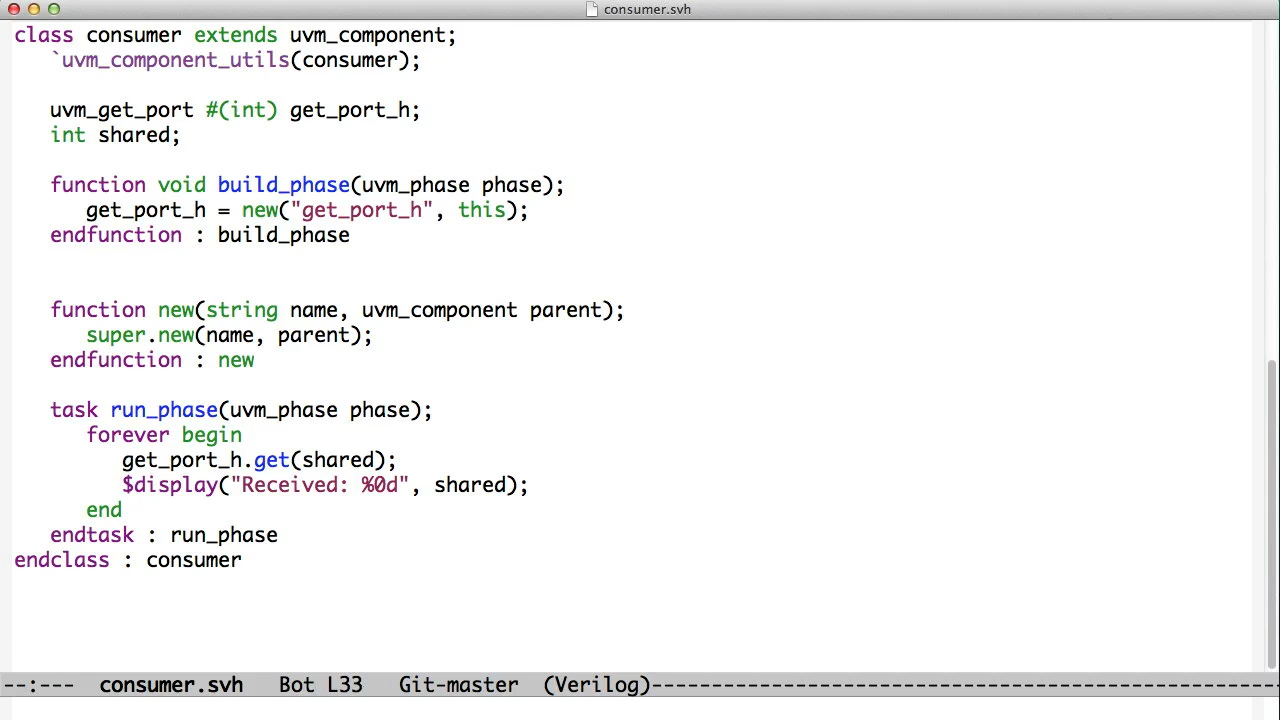 consumer.svh
class consumer extends uvm_component;
   `uvm_component_utils(consumer);

   uvm_get_port #(int) get_port_h;
   int shared;

   function void build_phase(uvm_phase phase);
      get_port_h = new("get_port_h", this);
   endfunction : build_phase


   function new(string name, uvm_component parent);
      super.new(name, parent);
   endfunction : new

   task run_phase(uvm_phase phase);
      forever begin
         get_port_h.get(shared);
         $display("Received: %0d", shared);
      end
   endtask : run_phase
endclass : consumer
--:---  consumer.svh   Bot L33   Git-master  (Verilog)----------------------------------------------------